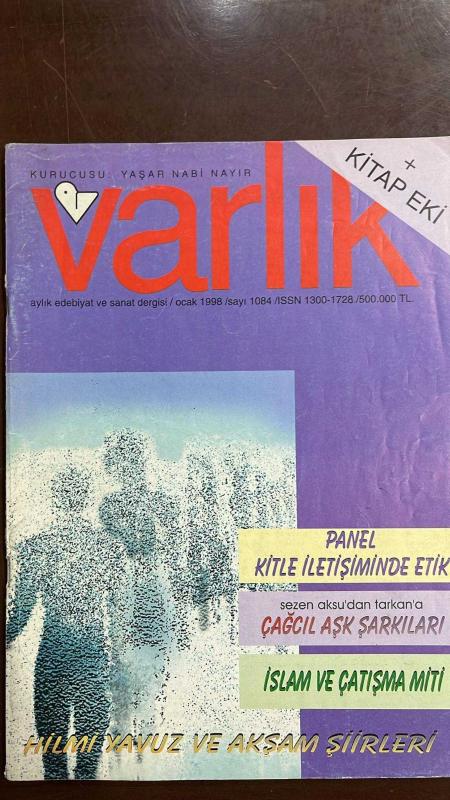 KURUCUSU: YAŞAR NABİ NAYIR
+
KİTAP EKİ
varlık
aylık edebiyat ve sanat dergisi / ocak 1998 /sayı 1084 /ISSN 1300-1728 /500.000 TL.
PANEL
KİTLE İLETİŞİMİNDE ETİK
sezen aksu'dan tarkan'a
ÇAĞCIL AŞK ŞARKILARI
İSLAM VE ÇATIŞMA MİTİ
HİLMİ YAVUZ VE AKŞAM ŞİİRLERİ